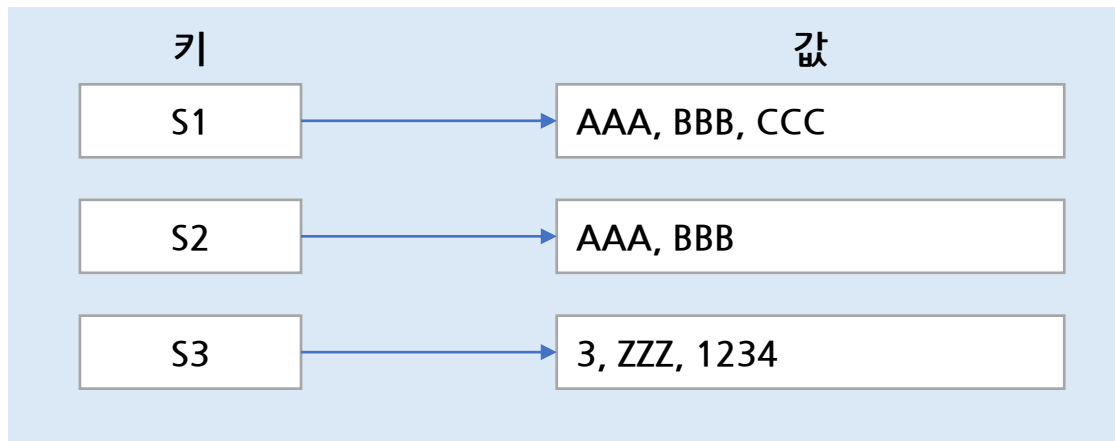 키 값
S1 AAA, BBB, CCC
S2 AAA, BBB
S3 3, ZZZ, 1234